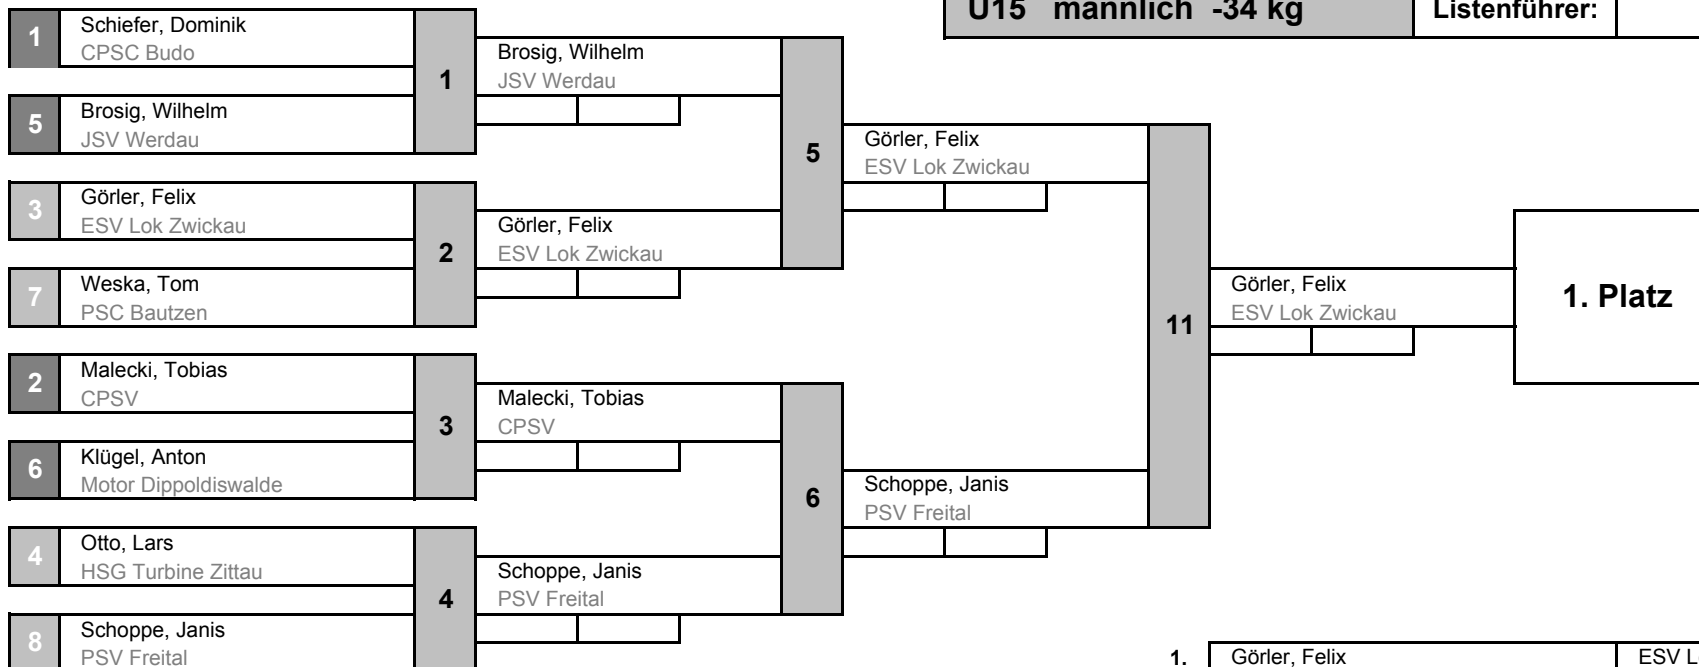 U15 männlich -34 kg
Listenführer:
1
Schiefer, Dominik
CPSC Budo
5
Brosig, Wilhelm
JSV Werdau
3
Görler, Felix
ESV Lok Zwickau
7
Weska, Tom
PSC Bautzen
2
Malecki, Tobias
CPSV
6
Klügel, Anton
Motor Dippoldiswalde
4
Otto, Lars
HSG Turbine Zittau
8
Schoppe, Janis
PSV Freital
1
2
3
4
Brosig, Wilhelm
JSV Werdau
Görler, Felix
ESV Lok Zwickau
Malecki, Tobias
CPSV
Schoppe, Janis
PSV Freital
5
6
Görler, Felix
ESV Lok Zwickau
Schoppe, Janis
PSV Freital
11
Görler, Felix
ESV Lok Zwickau
1. Platz
1. Görler, Felix ESV L